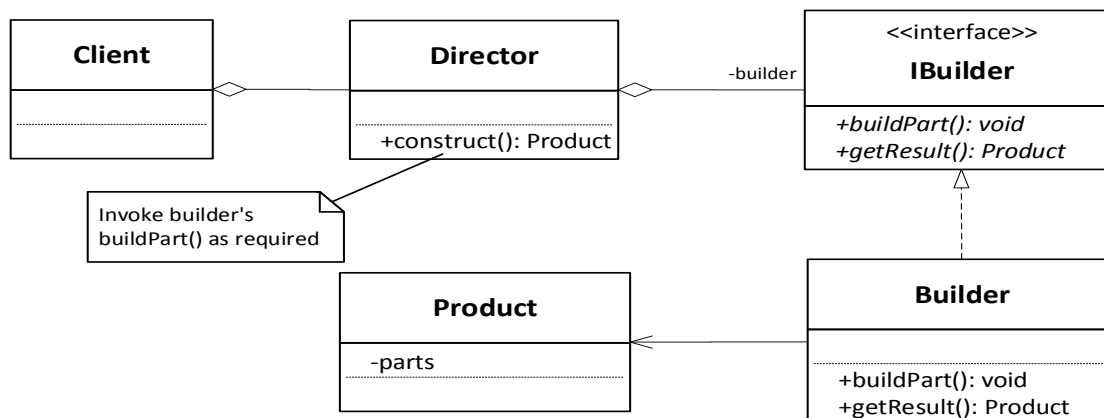 Client
Director
+construct(): Product
-builder
<<interface>>
IBuilder
+buildPart(): void
+getResult(): Product
Invoke builder's
buildPart() as required
Product
-parts
Builder
+buildPart(): void
+getResult(): Product